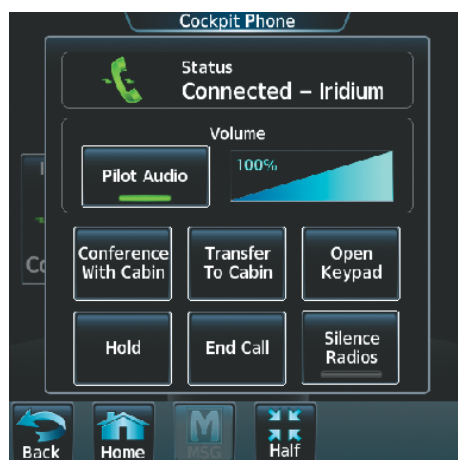 Cockpit Phone
Status
Connected – Iridium
Volume
Pilot Audio
100%
Conference
With Cabin
Transfer
To Cabin
Open
Keypad
Hold
End Call
Silence
Radios
Back
Home
MSG
Half